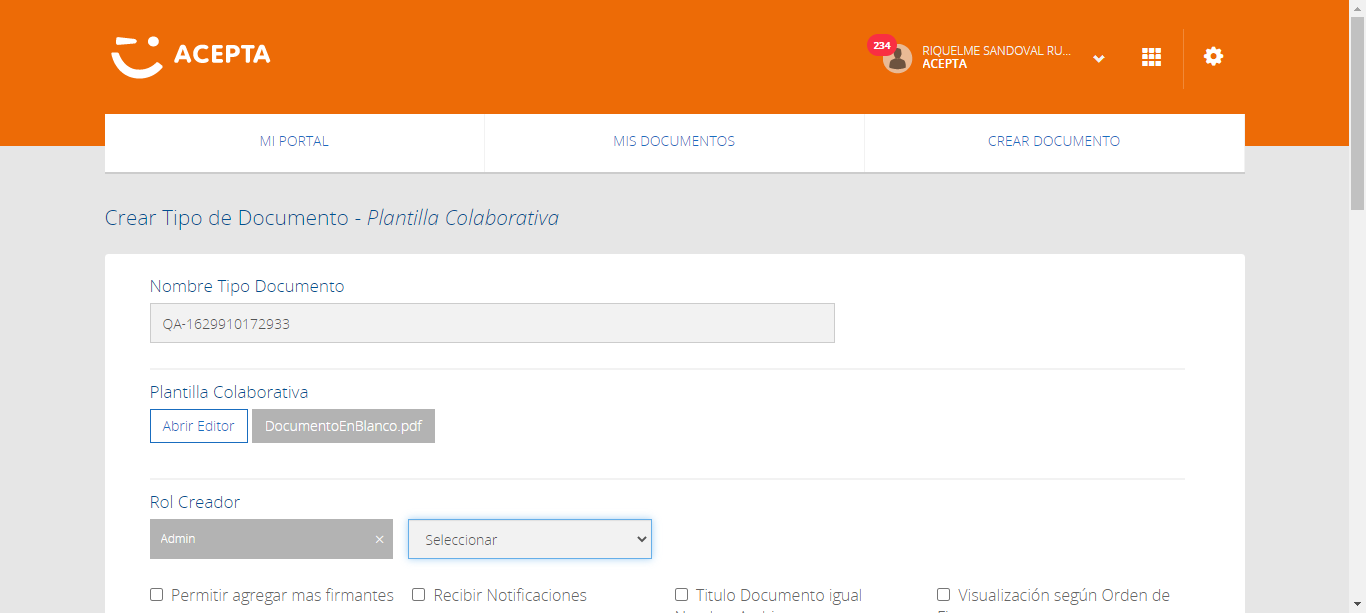 ACEPTA
234
RIQUELME SANDOVAL RU...
ACEPTA
MI PORTAL
MIS DOCUMENTOS
CREAR DOCUMENTO
Crear Tipo de Documento - Plantilla Colaborativa
Nombre Tipo Documento
QA-1629910172933
Plantilla Colaborativa
Abrir Editor
DocumentoEnBlanco.pdf
Rol Creador
Admin ×
Seleccionar
Permitir agregar mas firmantes
Recibir Notificaciones
Titulo Documento igual
Visualización según Orden de